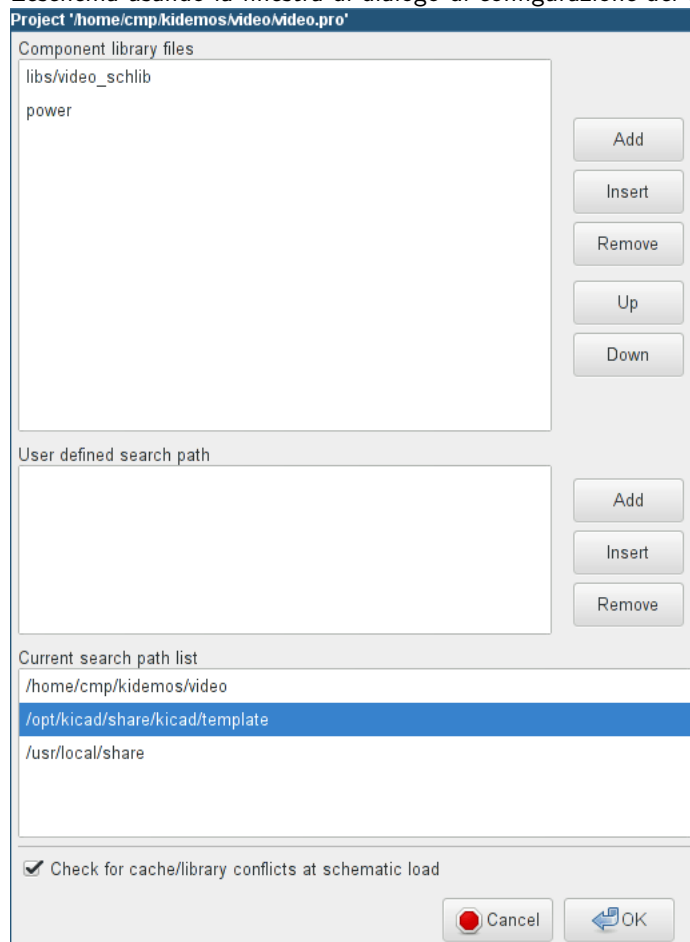 Project '/home/cmp/kidemos/video/video.pro'
Component library files
libs/video_schlib
power
Add
Insert
Remove
Up
Down
User defined search path
Add
Insert
Remove
Current search path list
/home/cmp/kidemos/video
/opt/kicad/share/kicad/template
/usr/local/share
Check for cache/library conflicts at schematic load
Cancel
OK